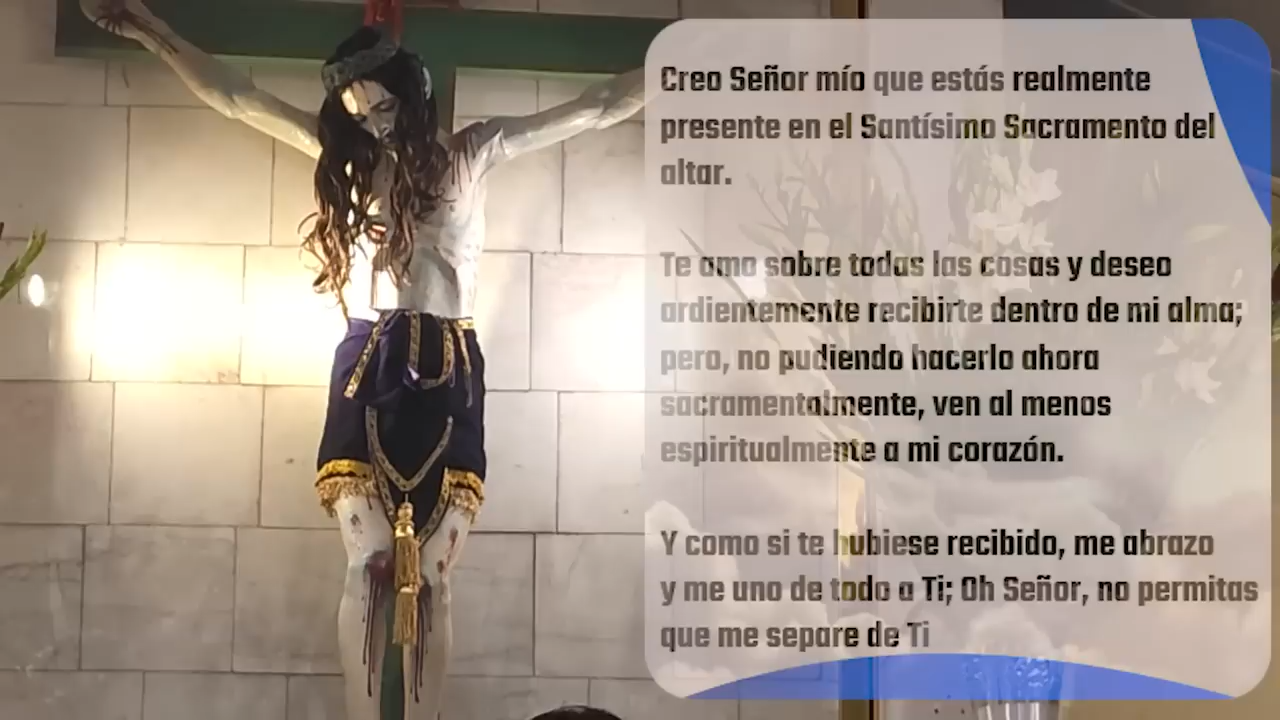 Creo Señor mío que estás realmente
presente en el Santísimo Sacramento del
altar.
Te amo sobre todas las cosas y deseo
ardientemente recibirte dentro de mi alma;
pero, no pudiendo hacerlo ahora
sacramentalmente, ven al menos
espiritualmente a mi corazón.
Y como si te hubiese recibido, me abrazo
y me uno de todo a Ti; Oh Señor, no permitas
que me separe de Ti